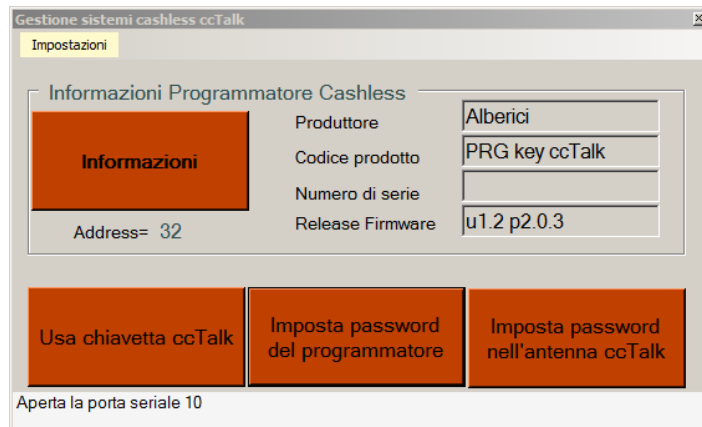 Gestione sistemi cashless ccTalk
Impostazioni
Informazioni Programmatore Cashless
Informazioni
Produttore
Alberici
Codice prodotto
PRG key ccTalk
Numero di serie
Address= 32
Release Firmware
u1.2 p2.0.3
Usa chiavetta ccTalk
Imposta password
del programmatore
Imposta password
nell'antenna ccTalk
Aperta la porta seriale 10